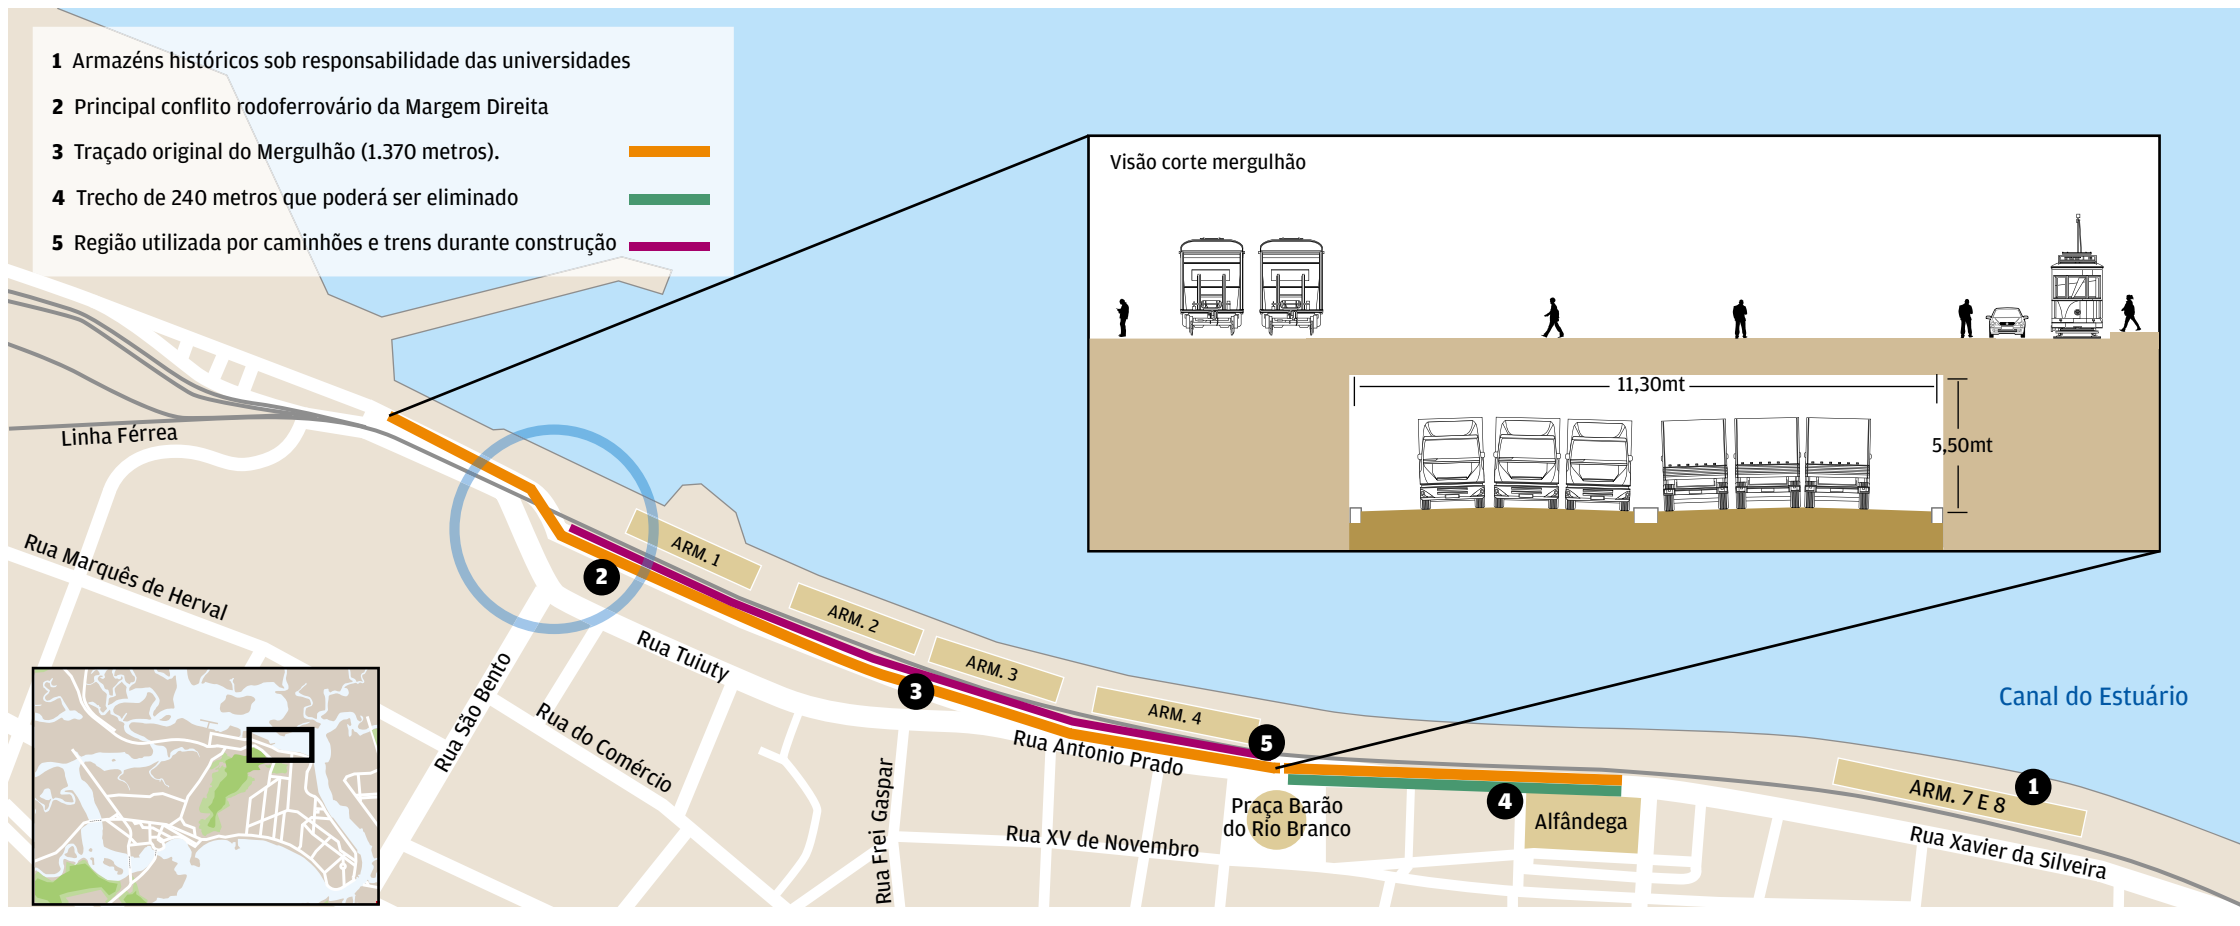 1 Armazéns históricos sob responsabilidade das universidades
2 Principal conflito rodoferrovário da Margem Direita
3 Traçado original do Mergulhão (1.370 metros).
4 Trecho de 240 metros que poderá ser eliminado
5 Região utilizada por caminhões e trens durante construção
Visão corte mergulhão
11,30mt
5,50mt
Linha Férrea
Rua Marquês de Herval
2
ARM. 1
ARM. 2
ARM. 3
ARM. 4
Rua São Bento
Rua Tuiuty
Rua do Comércio
3
5
Rua Antonio Prado
Rua Frei Gaspar
Rua XV de Novembro
Praça Barão
do Rio Branco
4
Alfândega
Canal do Estuário
1
ARM. 7 E 8
Rua Xavier da Silveira